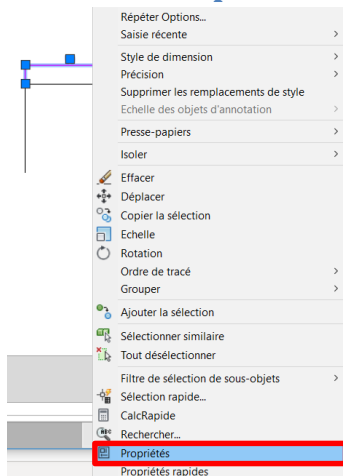 Répéter Options...
Saisie récente
Style de dimension
Précision
Supprimer les remplacements de style
Echelle des objets d'annotation
Presse-papiers
Isoler
Effacer
Déplacer
Copier la sélection
Echelle
Rotation
Ordre de tracé
Grouper
Ajouter la sélection
Sélectionner similaire
Tout désélectionner
Filtre de sélection de sous-objets
Sélection rapide...
CalcRapide
Rechercher...
Propriétés
Propriétés rapides